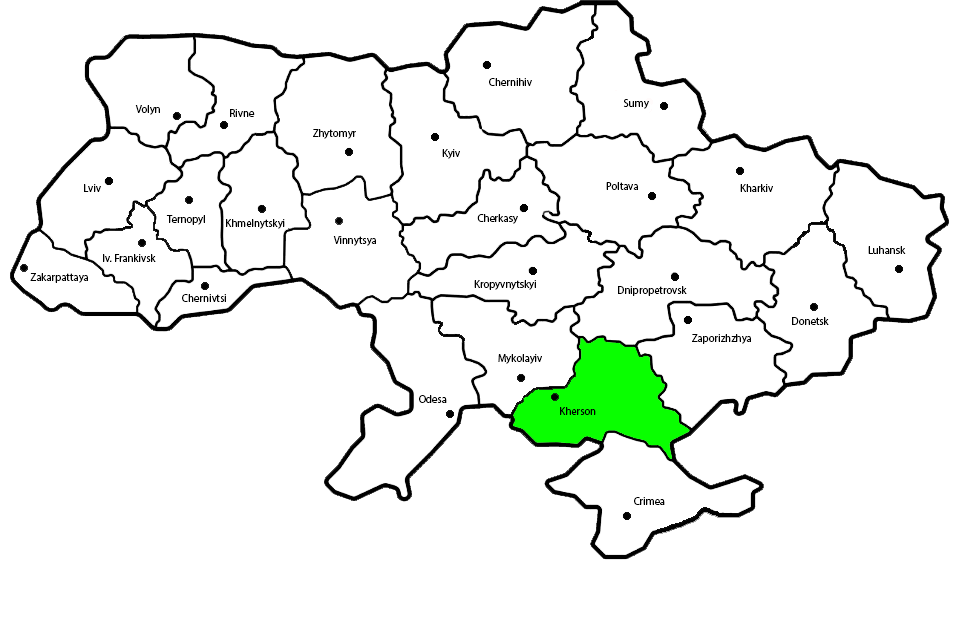 Chernihiv
Sumy
Volyn
Rivne
Zhytomyr
Kyiv
Lviv
Poltava
Kharkiv
Ternopyl
Khmelnytskyi
Cherkasy
Vinnytsya
Iv. Frankivsk
Luhansk
Zakarpattaya
Kropyvnytskyi
Dnipropetrovsk
Chernivtsi
Donetsk
Zaporizhzhya
Mykolayiv
Odesa
Kherson
Crimea